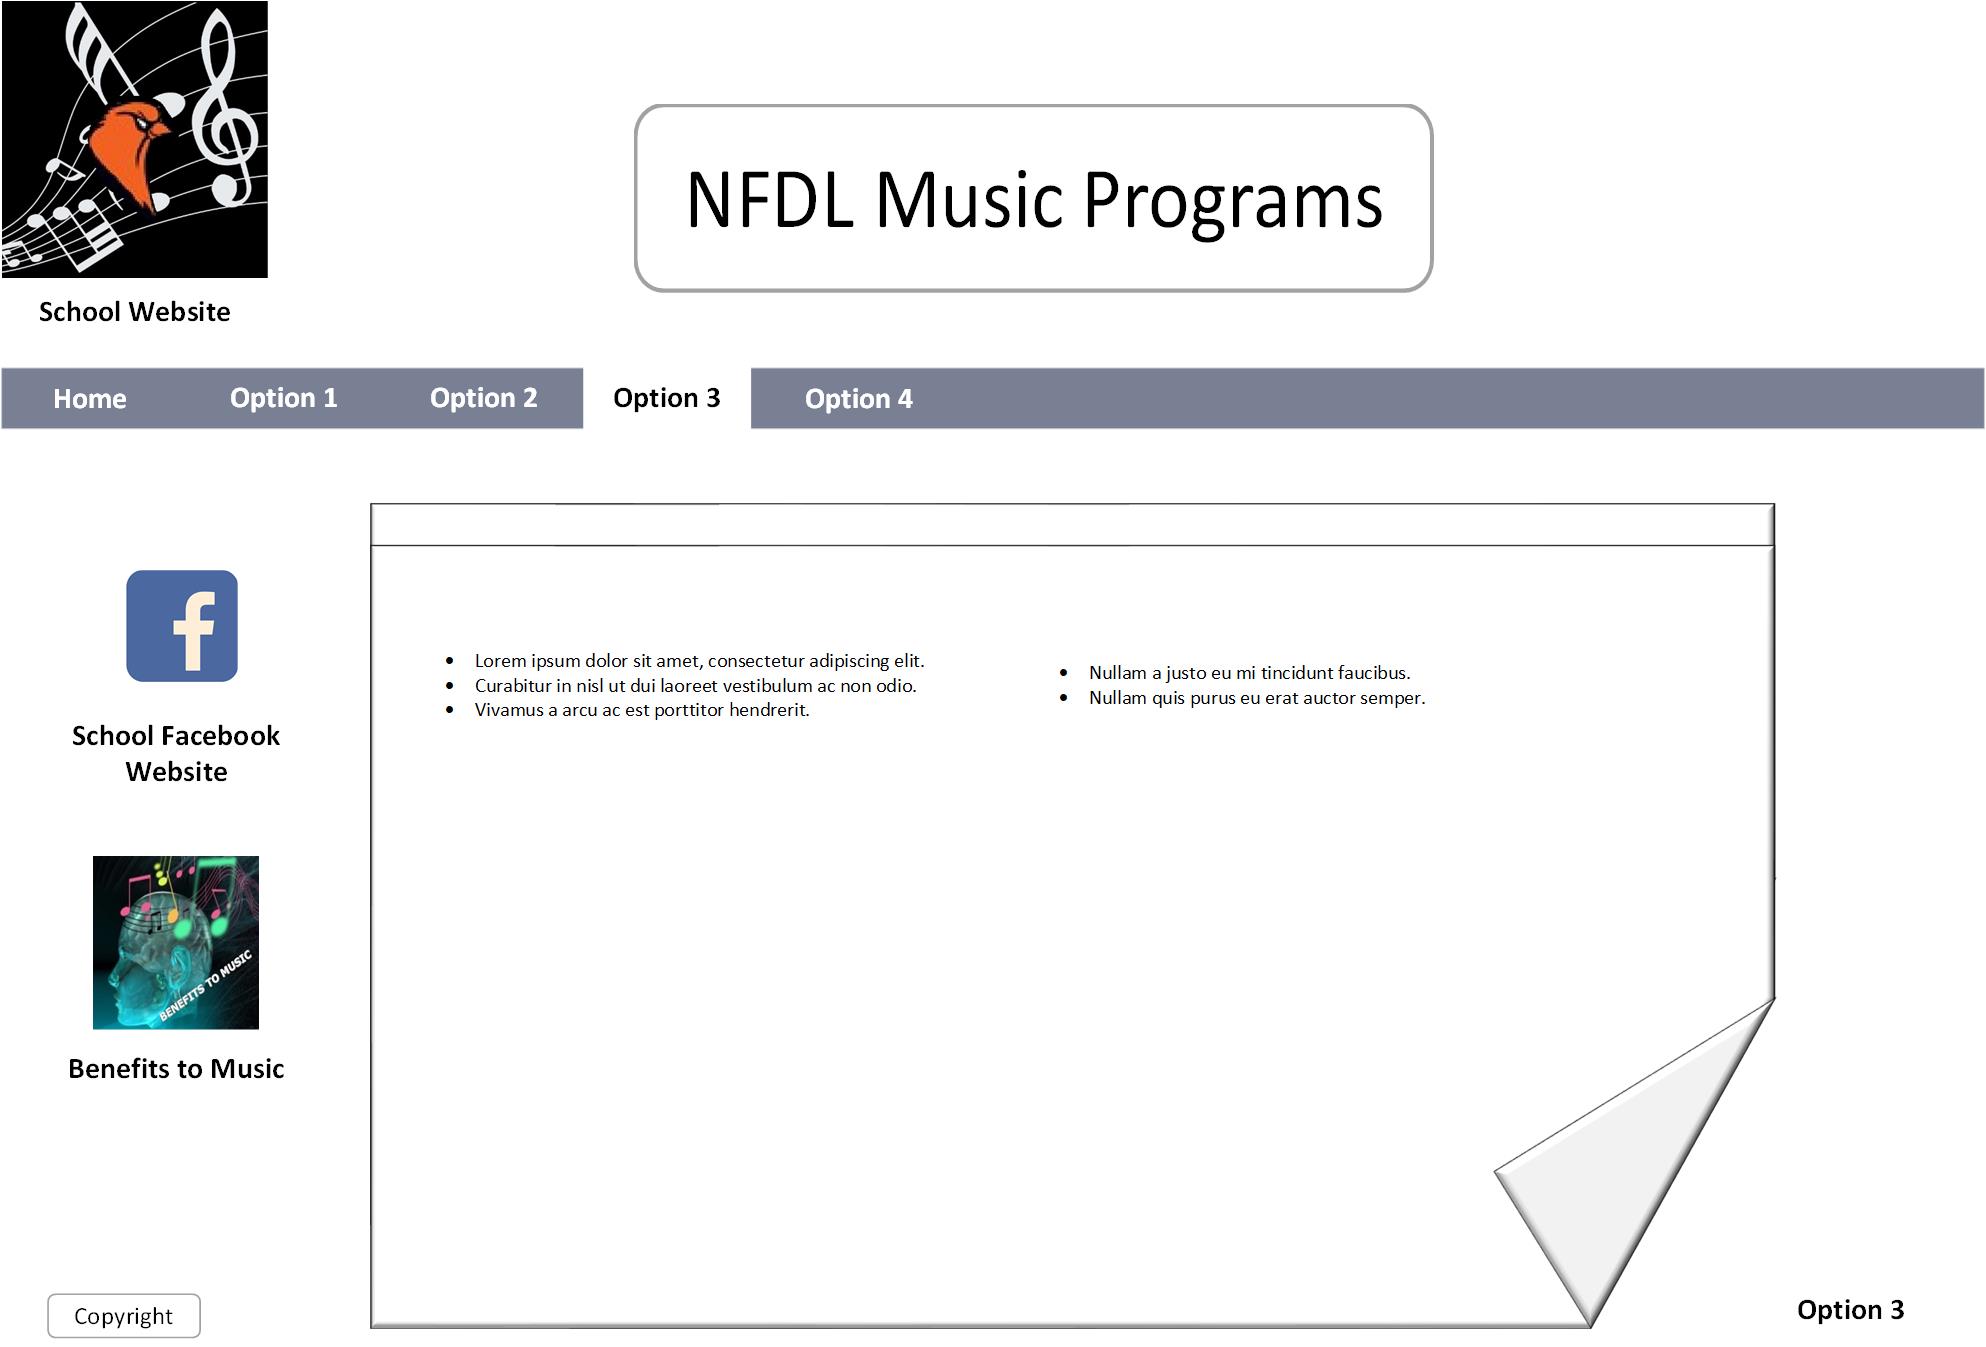 NFDL Music Programs
School Website
Home
Option 1
Option 2
Option 3
Option 4
• Lorem ipsum dolor sit amet, consectetur adipiscing elit.
• Curabitur in nisl ut dui laoreet vestibulum ac non odio.
• Vivamus a arcu ac est porttitor hendrerit.
• Nullam a justo eu mi tincidunt faucibus.
• Nullam quis purus eu erat auctor semper.
f
School Facebook
Website
BENEFITS TO MUSIC
Benefits to Music
Copyright
Option 3